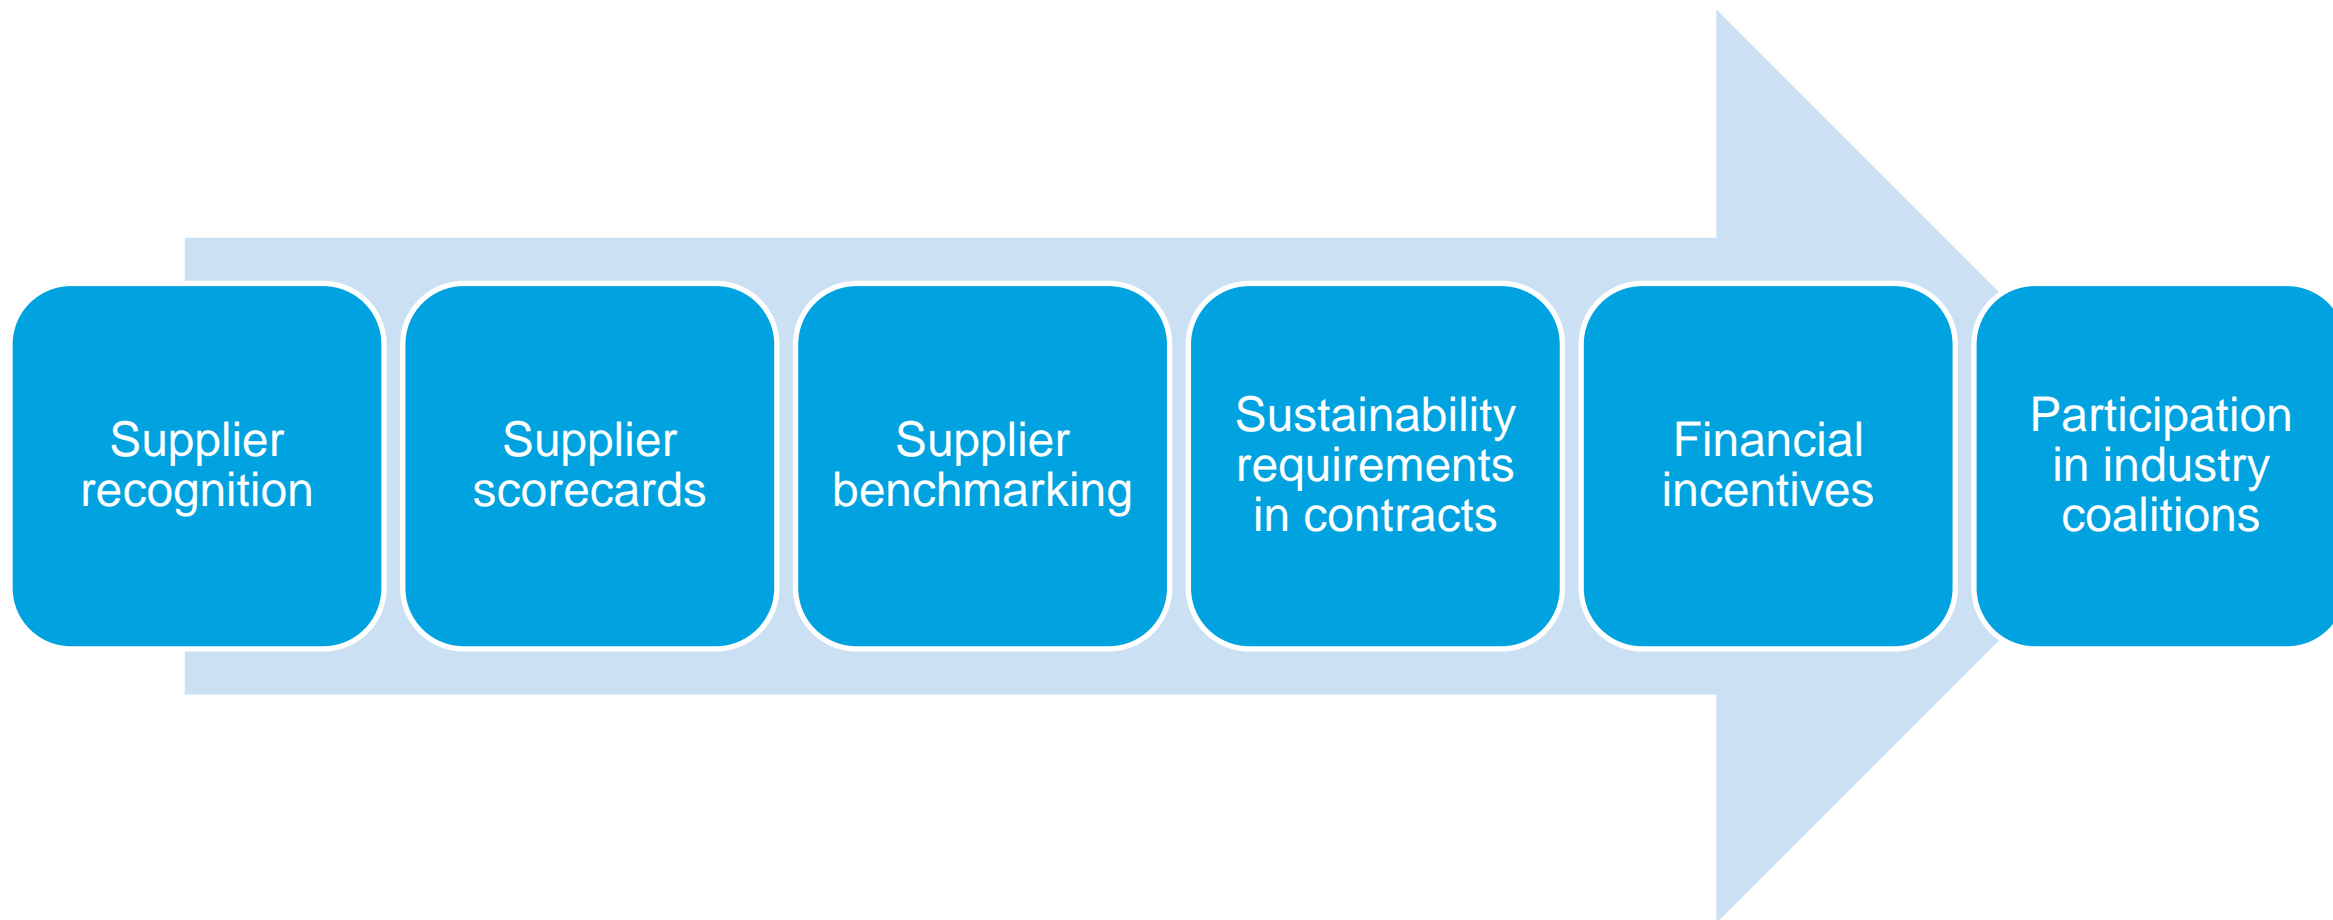 Supplier
recognition
Supplier
scorecards
Supplier
benchmarking
Sustainability
requirements
in contracts
Financial
incentives
Participation
in industry
coalitions